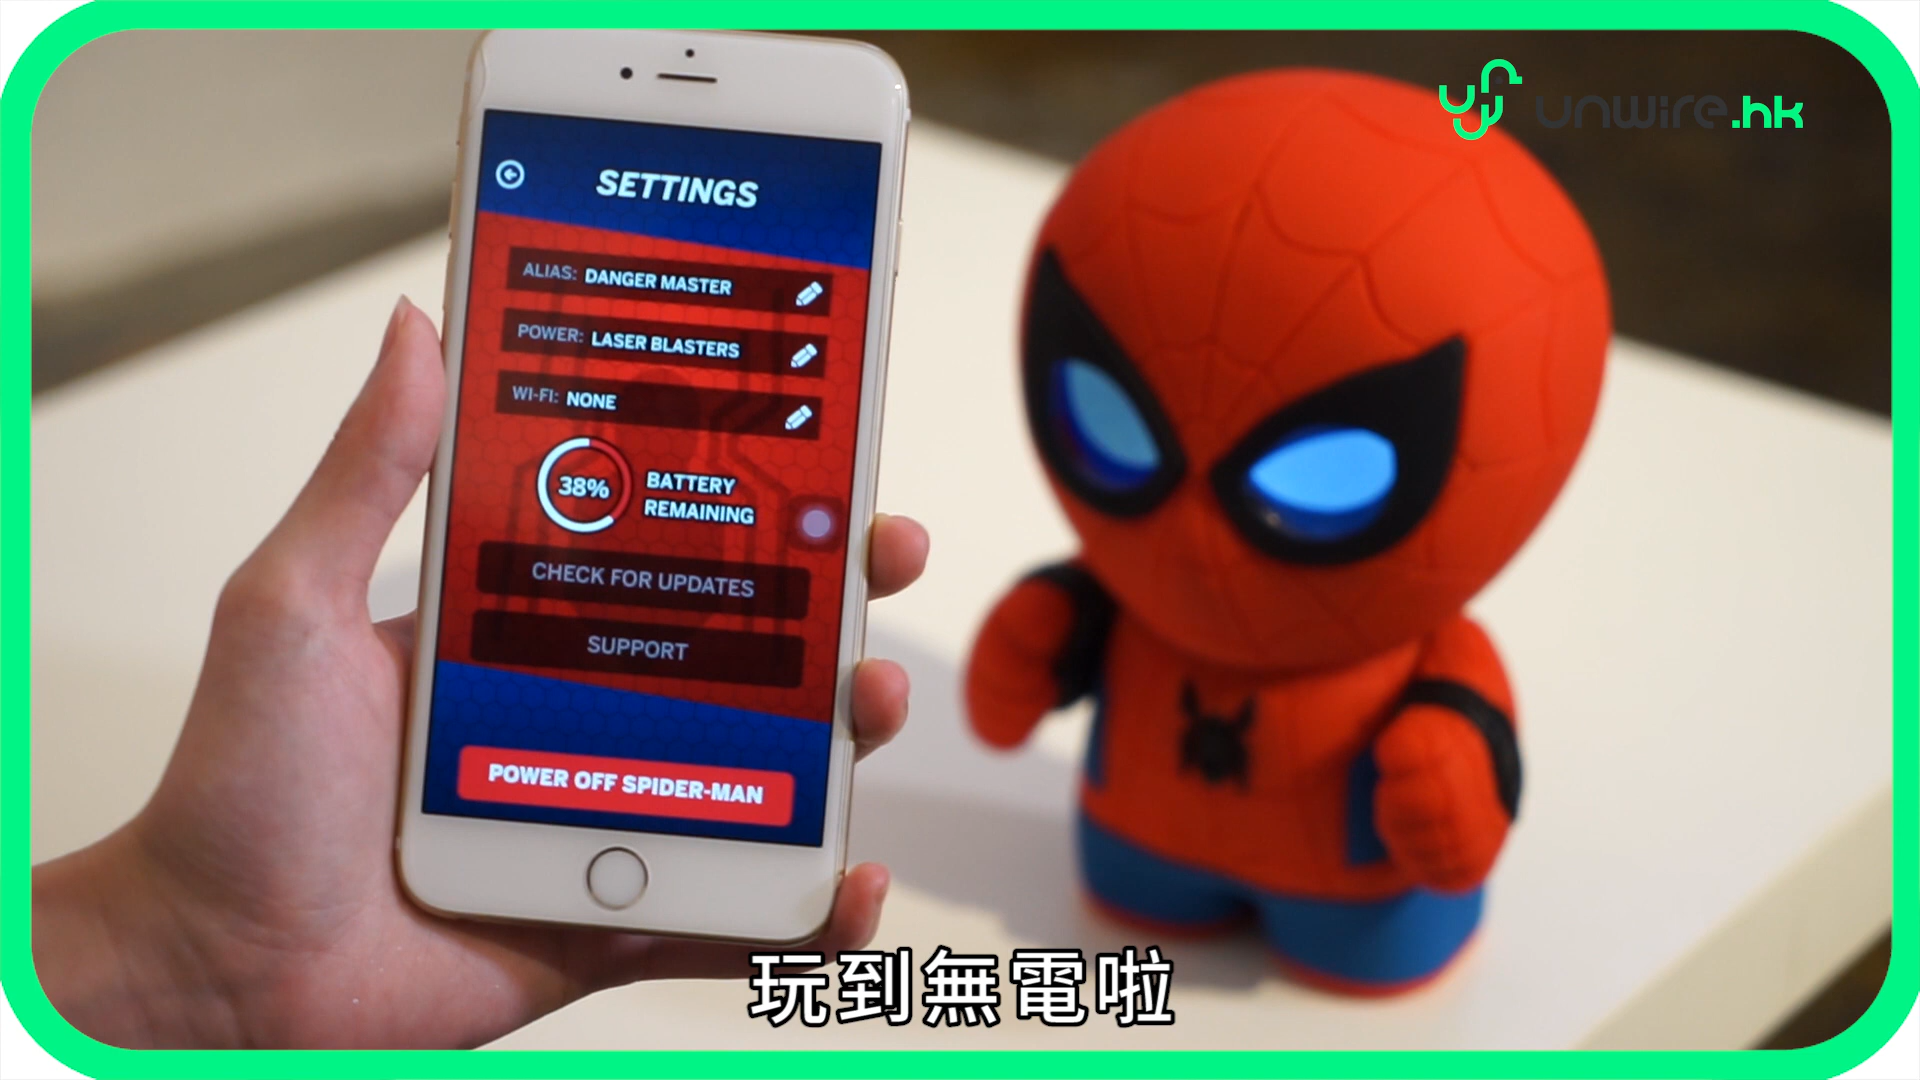 unwire.hk
SETTINGS
ALIAS: DANGER MASTER
POWER: LASER BLASTERS
WI-FI: NONE
38%
BATTERY
REMAINING
CHECK FOR UPDATES
SUPPORT
POWER OFF SPIDER-MAN
玩到無電啦